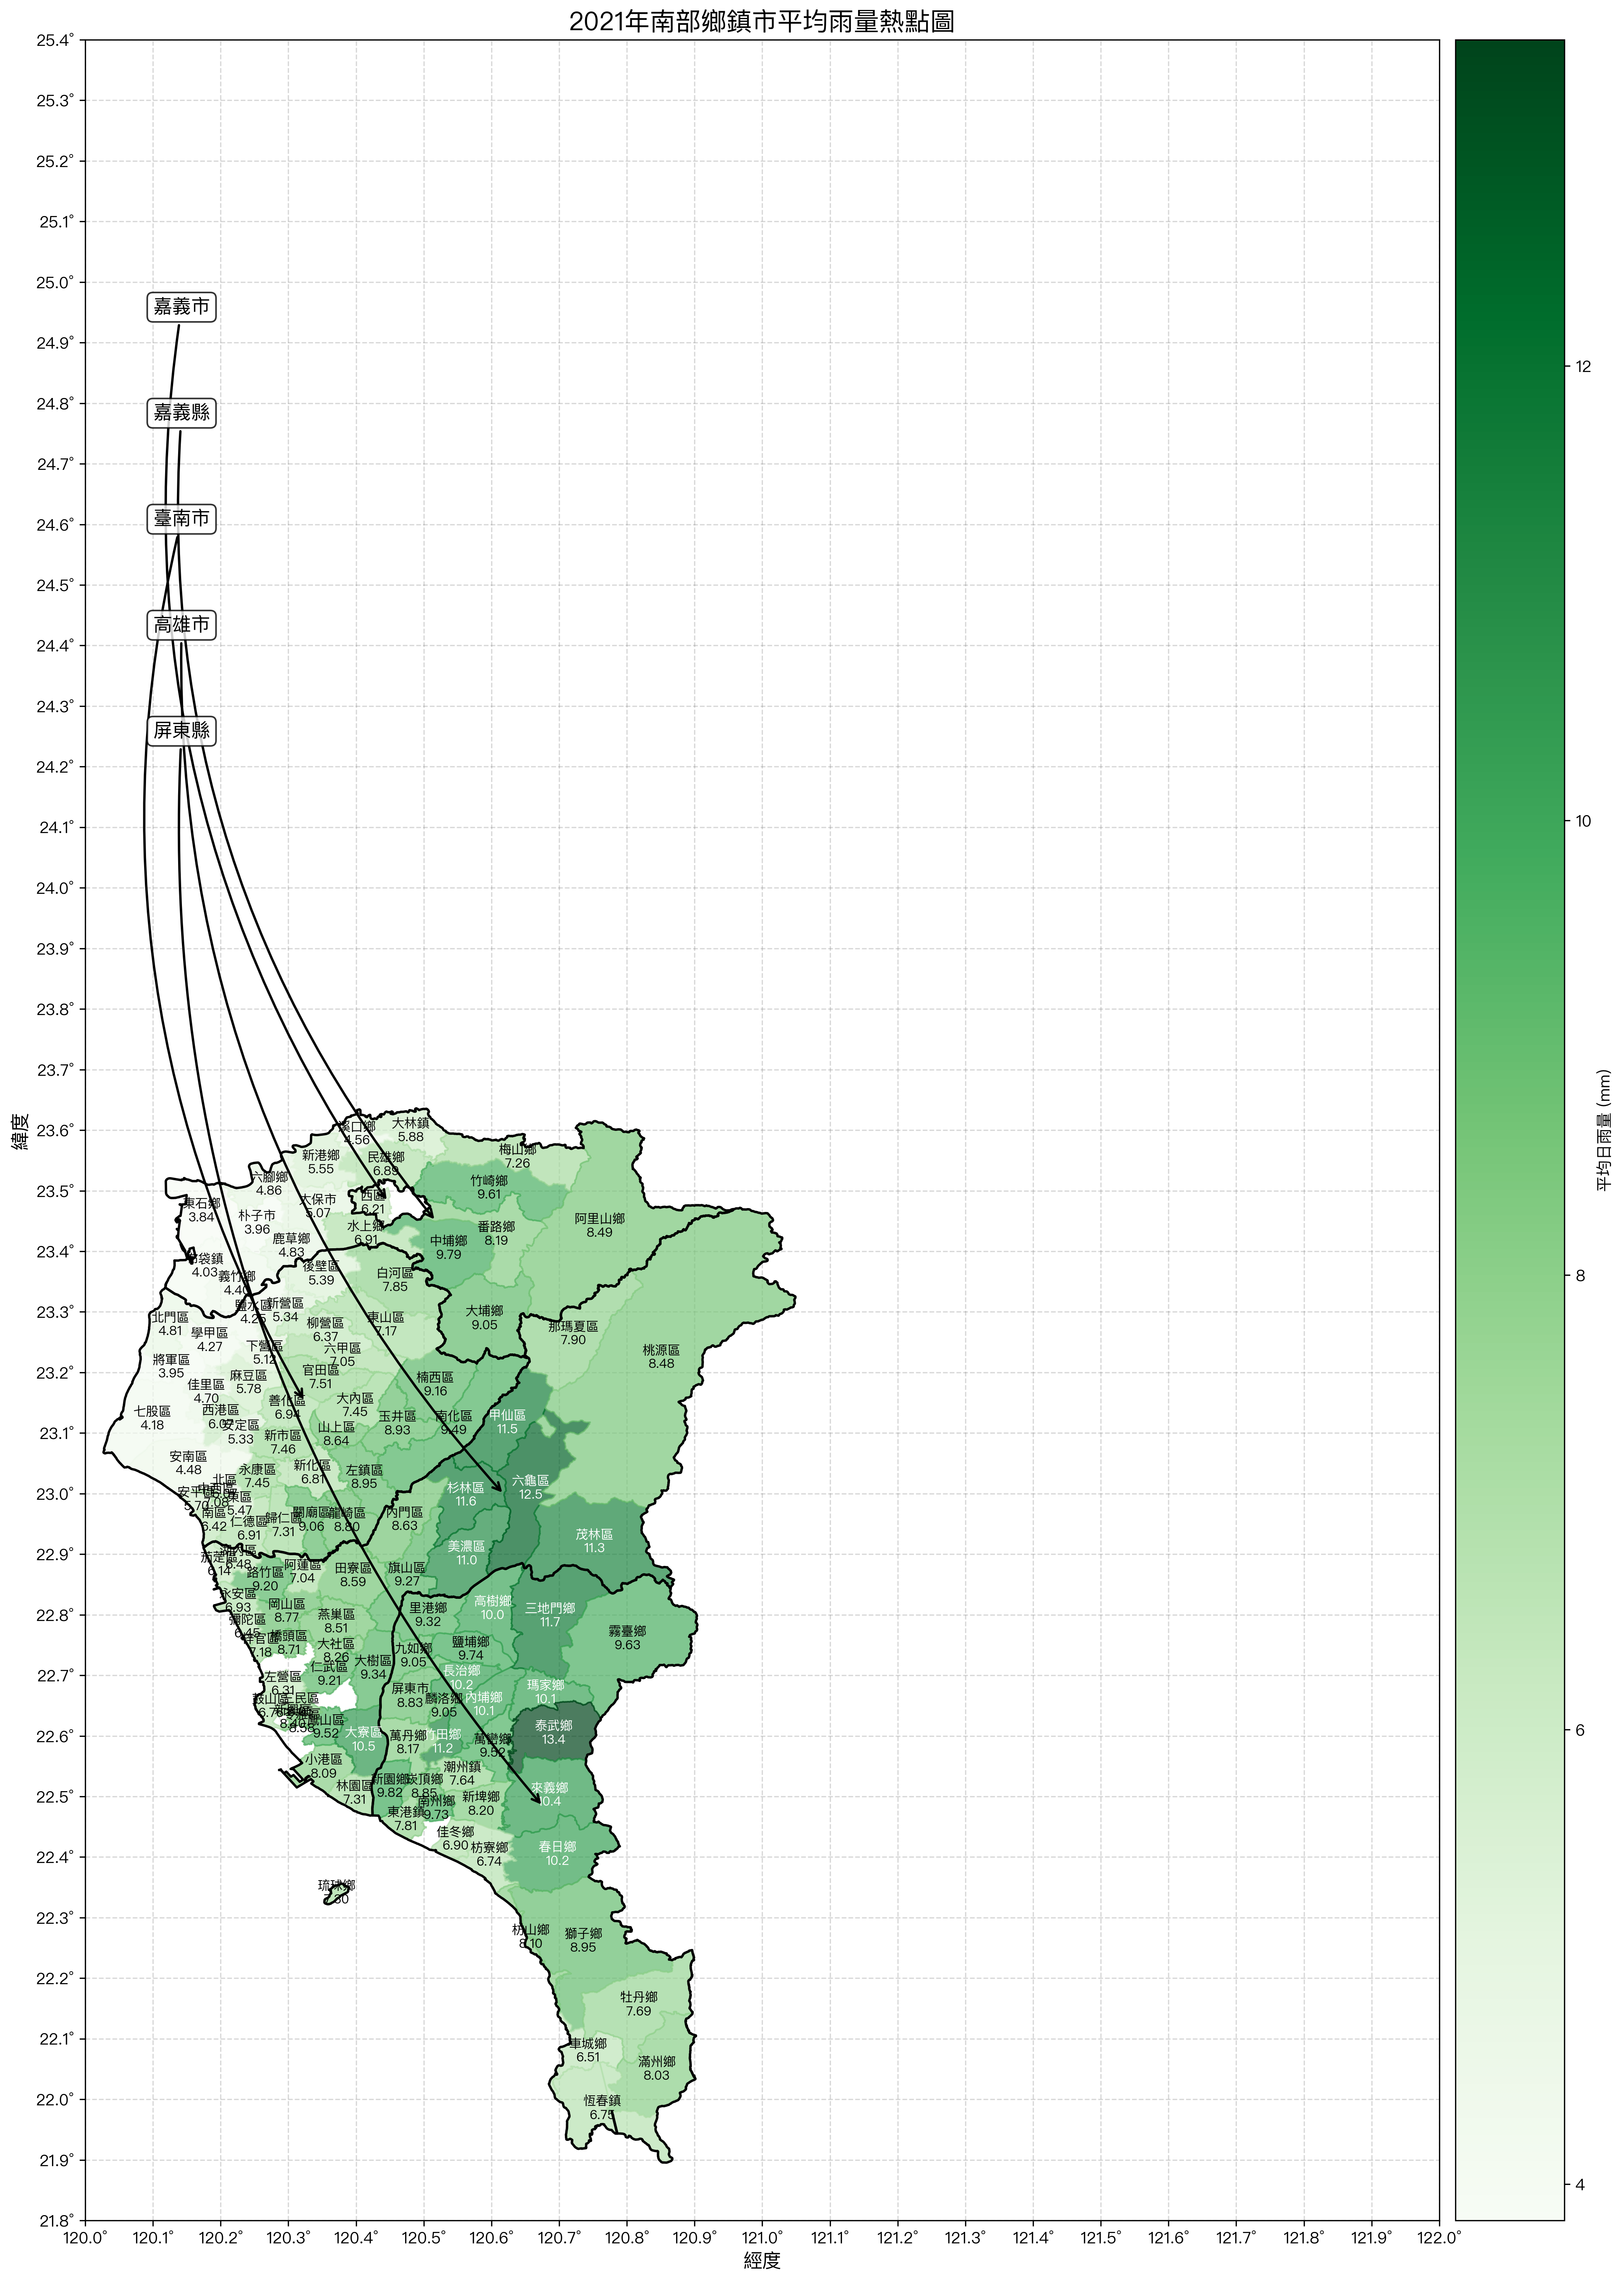 2021年南部鄉鎮市平均雨量熱點圖
25.4°
25.3°
25.2°
25.1°
25.0°
24.9°
24.8°
24.7°
24.6°
24.5°
24.4°
24.3°
24.2°
24.1°
24.0°
23.9°
23.8°
23.7°
23.6°
23.5°
23.4°
23.3°
23.2°
23.1°
23.0°
22.9°
22.8°
22.7°
22.6°
22.5°
22.4°
22.3°
22.2°
22.1°
22.0°
21.9°
21.8°
緯度
嘉義市
嘉義縣
臺南市
高雄市
屏東縣
溪口鄉
4.56
大林鎮
5.88
新港鄉
5.55
民雄鄉
6.89
梅山鄉
7.26
六腳鄉
4.86
竹崎鄉
9.61
東石鄉
3.84
朴子市
3.96
太保市
5.07
西區
6.21
水上鄉
6.91
鹿草鄉
4.83
中埔鄉
9.79
番路鄉
8.19
阿里山鄉
8.49
布袋鎮
4.03
義竹鄉
4.40
後壁區
5.39
白河區
7.85
鹽水區
4.25
新營區
5.34
東山區
7.17
大埔鄉
9.05
那瑪夏區
7.90
桃源區
8.48
北門區
4.81
學甲區
4.27
柳營區
6.37
下營區
5.12
六甲區
7.05
將軍區
3.95
佳里區
4.70
麻豆區
5.78
官田區
7.51
楠西區
9.16
七股區
4.18
西港區
6.07
安定區
5.33
善化區
6.94
大內區
7.45
玉井區
8.93
南化區
9.49
甲仙區
11.5
山上區
8.64
新市區
7.46
安南區
4.48
永康區
7.45
新化區
6.81
左鎮區
8.95
杉林區
11.6
六龜區
12.5
北區
中西區
7.08
安平區
5.70
東區
5.47
南區
6.42
仁德區
6.91
歸仁區
7.31
關廟區
9.06
龍崎區
8.80
內門區
8.63
美濃區
11.0
茂林區
11.3
湖內區
6.48
茄萣區
6.14
路竹區
9.20
阿蓮區
7.04
田寮區
8.59
旗山區
9.27
永安區
6.93
岡山區
8.77
燕巢區
8.51
彌陀區
6.45
梓官區
7.18
橋頭區
8.71
大社區
8.26
仁武區
9.21
大樹區
9.34
里港鄉
9.32
高樹鄉
10.0
三地門鄉
11.7
霧臺鄉
9.63
九如鄉
9.05
鹽埔鄉
9.74
長治鄉
10.2
左營區
6.31
鼓山區
三民區
新興區
8.40
鳳山區
9.52
大寮區
10.5
屏東市
8.83
麟洛鄉
9.05
內埔鄉
10.1
瑪家鄉
10.1
泰武鄉
13.4
萬丹鄉
8.17
竹田鄉
11.2
萬巒鄉
9.52
小港區
8.09
林園區
7.31
新園鄉
9.82
崁頂鄉
8.85
潮州鎮
7.64
南州鄉
9.73
新埤鄉
8.20
來義鄉
10.4
東港鎮
7.81
佳冬鄉
6.90
枋寮鄉
6.74
春日鄉
10.2
琉球鄉
枋山鄉
8.10
獅子鄉
8.95
牡丹鄉
7.69
車城鄉
6.51
滿州鄉
8.03
恆春鎮
6.75
120.0° 120.1° 120.2° 120.3° 120.4° 120.5° 120.6° 120.7° 120.8° 120.9° 121.0° 121.1° 121.2° 121.3° 121.4° 121.5° 121.6° 121.7° 121.8° 121.9° 122.0°
經度
12
10
8
6
4
平均日雨量 (mm)